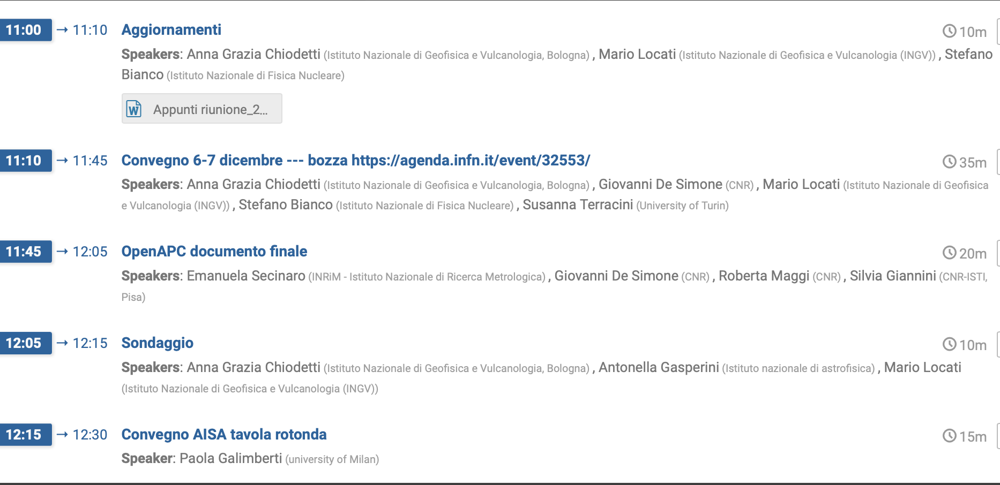 11:00 → 11:10 Aggiornamenti 10m
Speakers: Anna Grazia Chiodetti (Istituto Nazionale di Geofisica e Vulcanologia, Bologna) , Mario Locati (Istituto Nazionale di Geofisica e Vulcanologia (INGV)) , Stefano
Bianco (Istituto Nazionale di Fisica Nucleare)
Appunti riunione_2...
11:10 → 11:45 Convegno 6-7 dicembre --- bozza https://agenda.infn.it/event/32553/ 35m
Speakers: Anna Grazia Chiodetti (Istituto Nazionale di Geofisica e Vulcanologia, Bologna) , Giovanni De Simone (CNR) , Mario Locati (Istituto Nazionale di Geofisica
e Vulcanologia (INGV)) , Stefano Bianco (Istituto Nazionale di Fisica Nucleare) , Susanna Terracini (University of Turin)
11:45 → 12:05 OpenAPC documento finale 20m
Speakers: Emanuela Secinaro (INRiM - Istituto Nazionale di Ricerca Metrologica) , Giovanni De Simone (CNR) , Roberta Maggi (CNR) , Silvia Giannini (CNR-ISTI,
Pisa)
12:05 → 12:15 Sondaggio 10m
Speakers: Anna Grazia Chiodetti (Istituto Nazionale di Geofisica e Vulcanologia, Bologna) , Antonella Gasperini (Istituto nazionale di astrofisica) , Mario Locati
(Istituto Nazionale di Geofisica e Vulcanologia (INGV))
12:15 → 12:30 Convegno AISA tavola rotonda 15m
Speaker: Paola Galimberti (university of Milan)